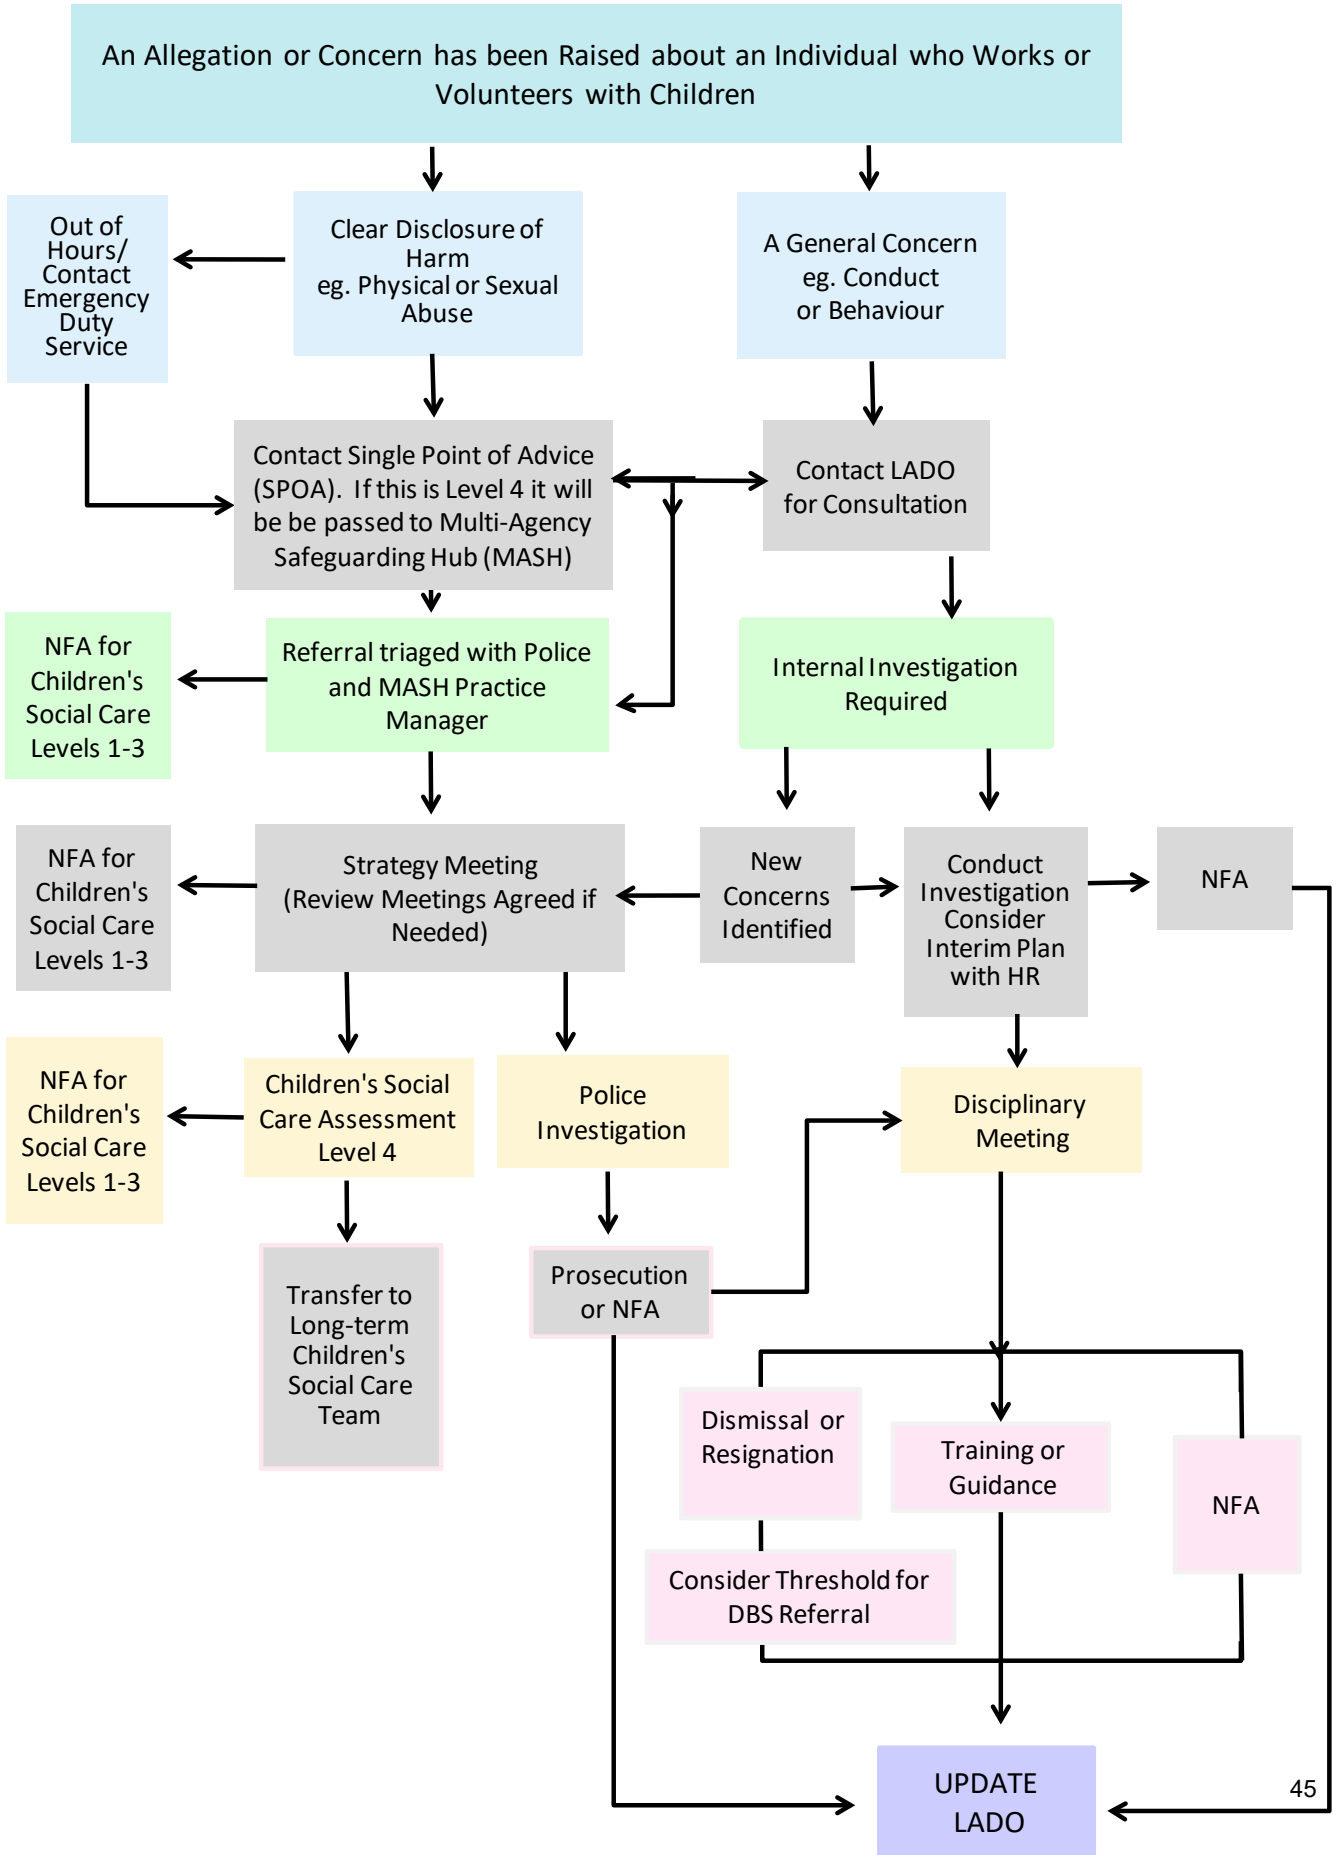 An Allegation or Concern has been Raised about an Individual who Works or
Volunteers with Children
Out of
Hours/
Contact
Emergency
Duty
Service
Clear Disclosure of
Harm
eg. Physical or Sexual
Abuse
A General Concern
eg. Conduct
or Behaviour
Contact Single Point of Advice
(SPOA). If this is Level 4 it will
be be passed to Multi-Agency
Safeguarding Hub (MASH)
Contact LADO
for Consultation
NFA for
Children's
Social Care
Levels 1-3
Referral triaged with Police
and MASH Practice
Manager
Internal Investigation
Required
NFA for
Children's
Social Care
Levels 1-3
Strategy Meeting
(Review Meetings Agreed if
Needed)
New
Concerns
Identified
Conduct
Investigation
Consider
Interim Plan
with HR
NFA
NFA for
Children's
Social Care
Levels 1-3
Children's Social
Care Assessment
Level 4
Police
Investigation
Disciplinary
Meeting
Transfer to
Long-term
Children's
Social Care
Team
Prosecution
or NFA
Dismissal or
Resignation
Training or
Guidance
NFA
Consider Threshold for
DBS Referral
UPDATE
LADO
45